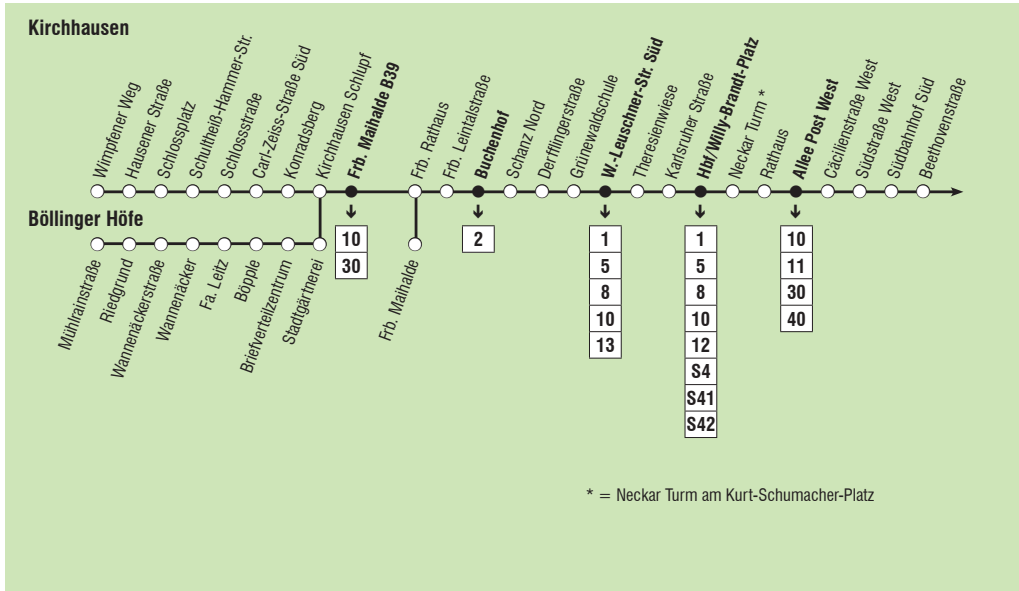 Kirchhausen
Wimpfener Weg
Hausener Straße
Schlossplatz
Schultheiß-Hammer-Str.
Schlossstraße
Carl-Zeiss-Straße Süd
Konradsberg
Kirchhausen Schlupf
Frb. Maihalde B39
Frb. Rathaus
Frb. Leintalstraße
Buchenhof
Schanz Nord
Derfflingerstraße
Grünewaldschule
W.-Leuschner-Str. Süd
Theresienwiese
Karlsruher Straße
Hbf/Willy-Brandt-Platz
Neckar Turm *
Rathaus
Allee Post West
Cäcilienstraße West
Südstraße West
Südbahnhof Süd
Beethovenstraße
Böllinger Höfe
Mühlrainstraße
Riedgrund
Wannenäckerstraße
Wannenäcker
Fa. Leitz
Böpple
Briefverteilzentrum
Stadtgärtnerei
Frb. Maihalde
10
30
2
1
5
8
10
13
1
5
8
10
12
S4
S41
S42
10
11
30
40
* = Neckar Turm am Kurt-Schumacher-Platz